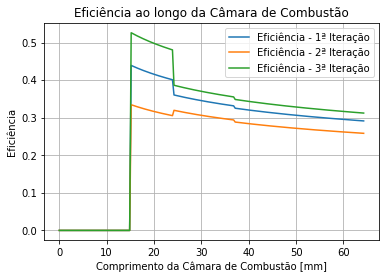 Eficiência ao longo da Câmara de Combustão
Eficiência - 1ª Iteração
Eficiência - 2ª Iteração
Eficiência - 3ª Iteração
Eficiência
0.5
0.4
0.3
0.2
0.1
0.0
0 10 20 30 40 50 60
Comprimento da Câmara de Combustão [mm]